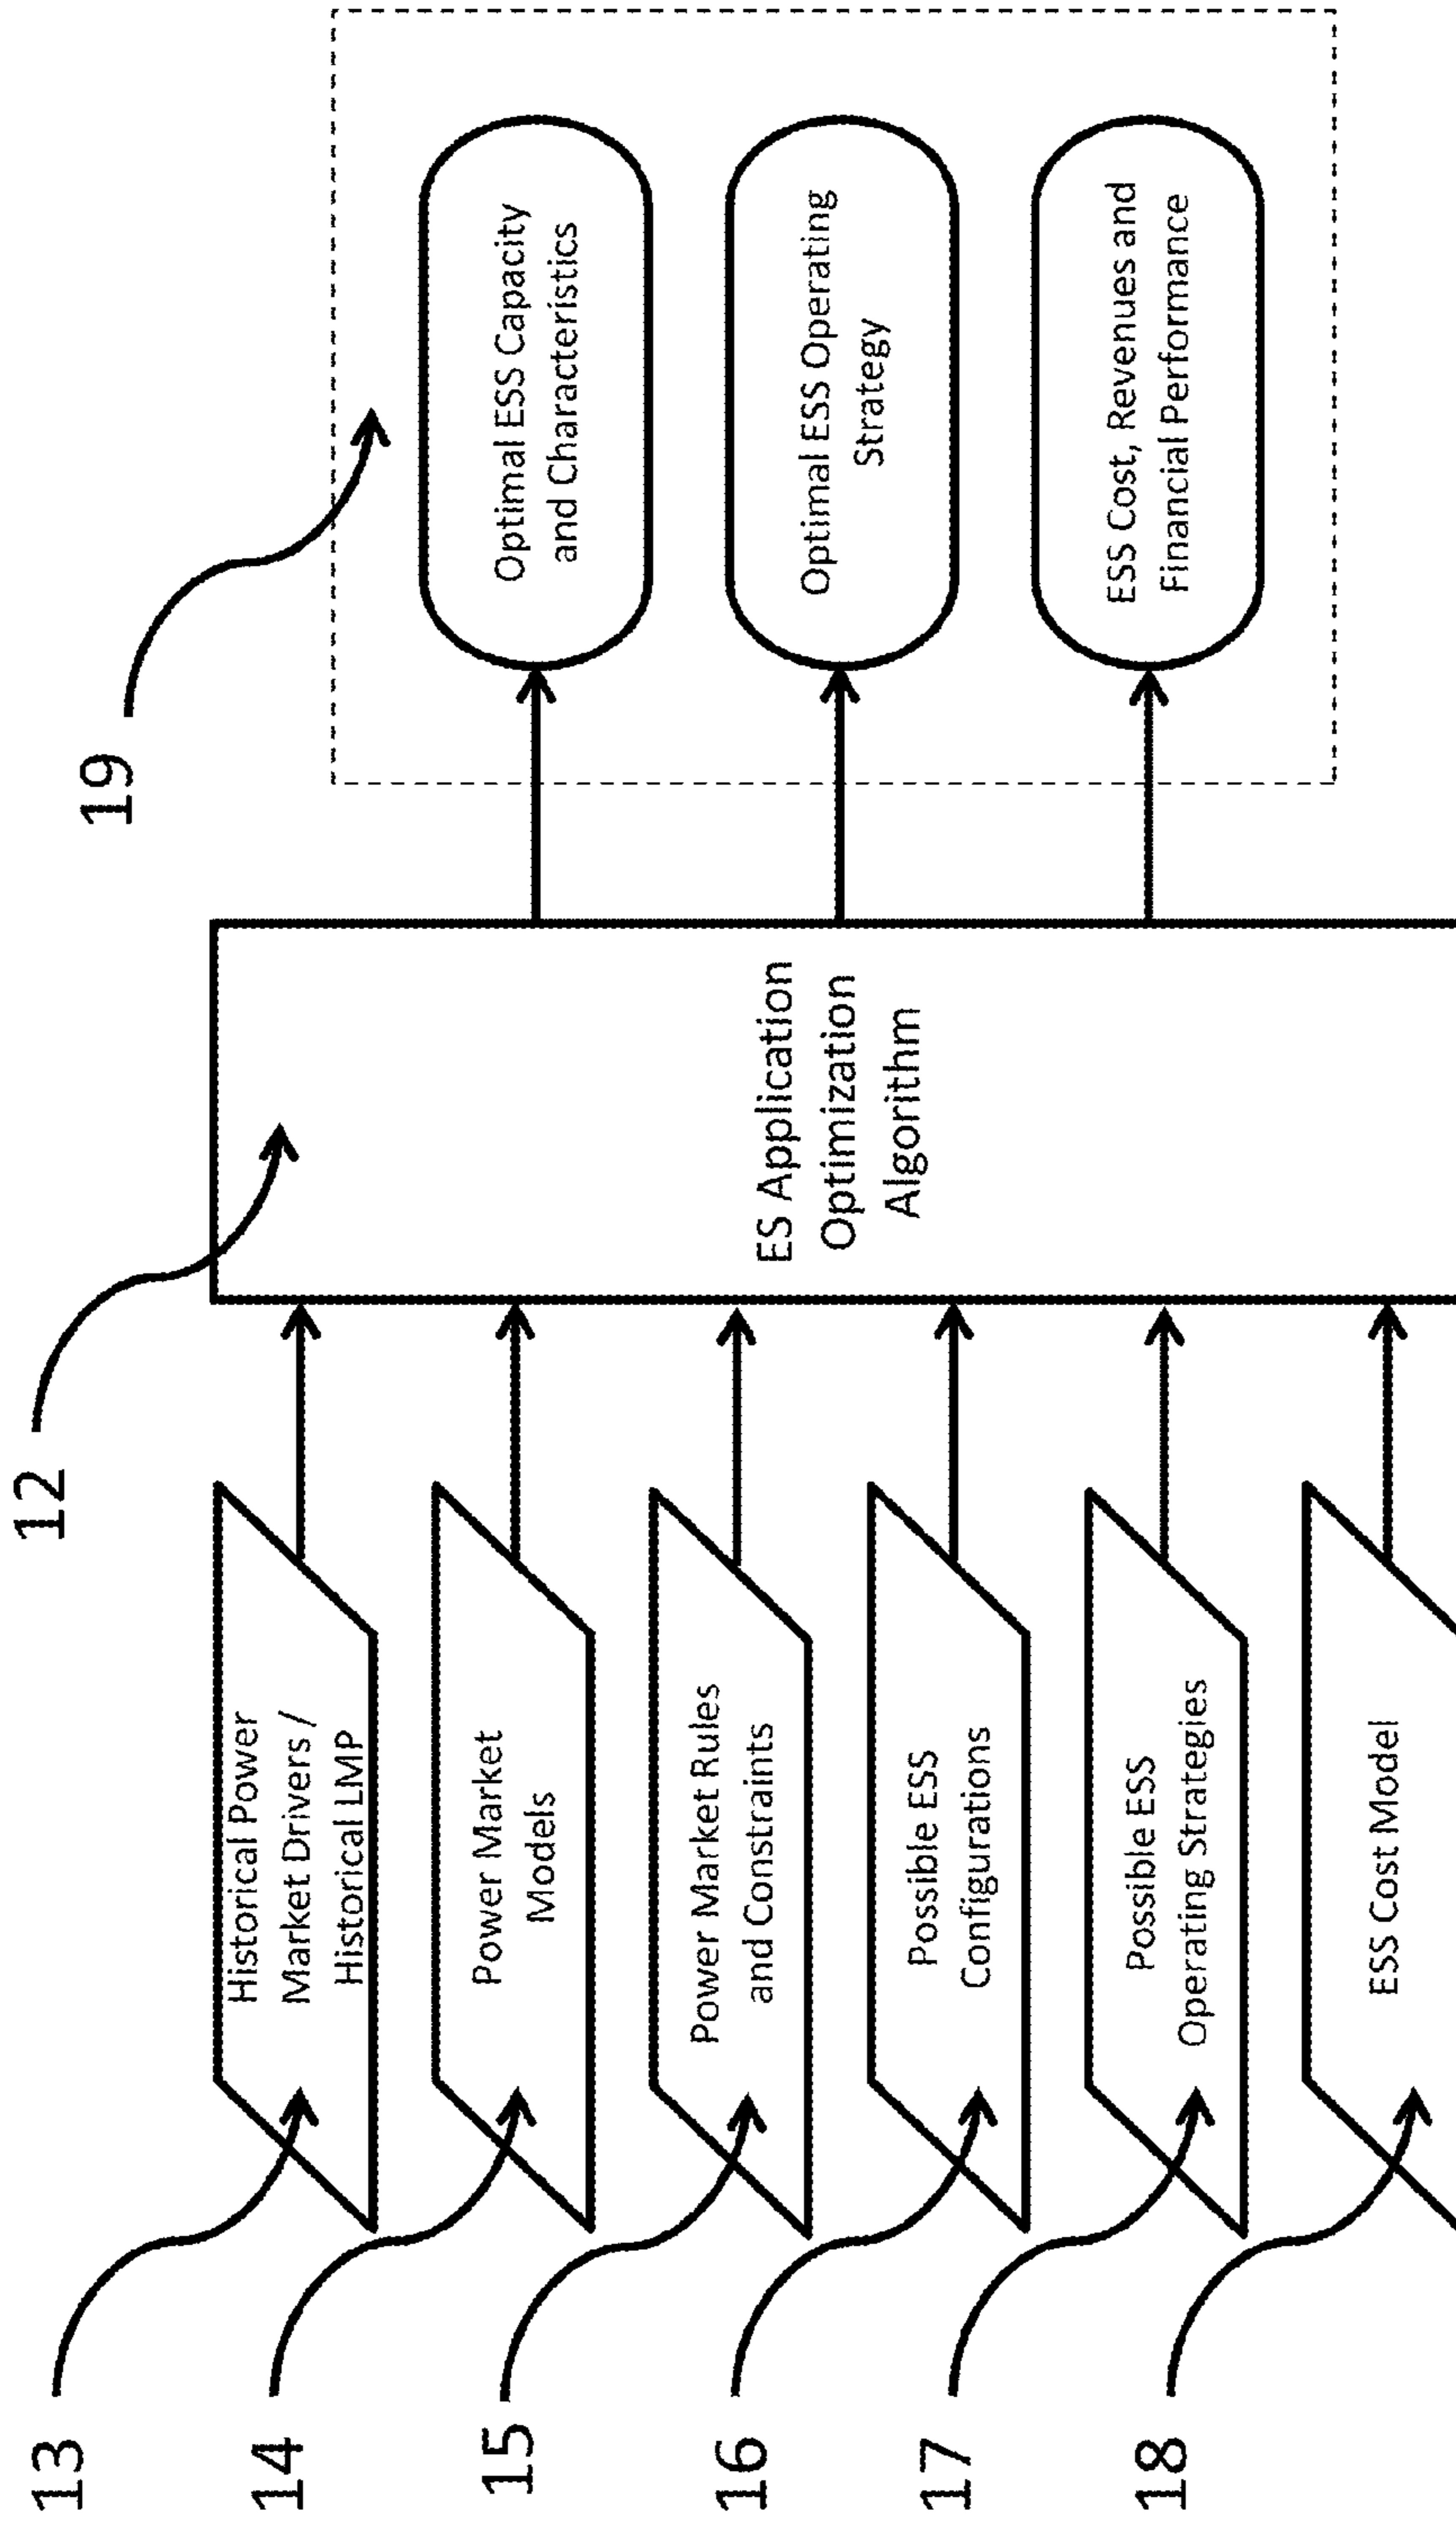 19
12
13
Historical Power
Market Drivers /
Historical LMP
14
Power Market
Models
15
Power Market Rules
and Constraints
16
Possible ESS
Configurations
17
Possible ESS
Operating Strategies
18
ESS Cost Model
ES Application
Optimization
Algorithm
Optimal ESS Capacity
and Characteristics
Optimal ESS Operating
Strategy
ESS Cost, Revenues and
Financial Performance